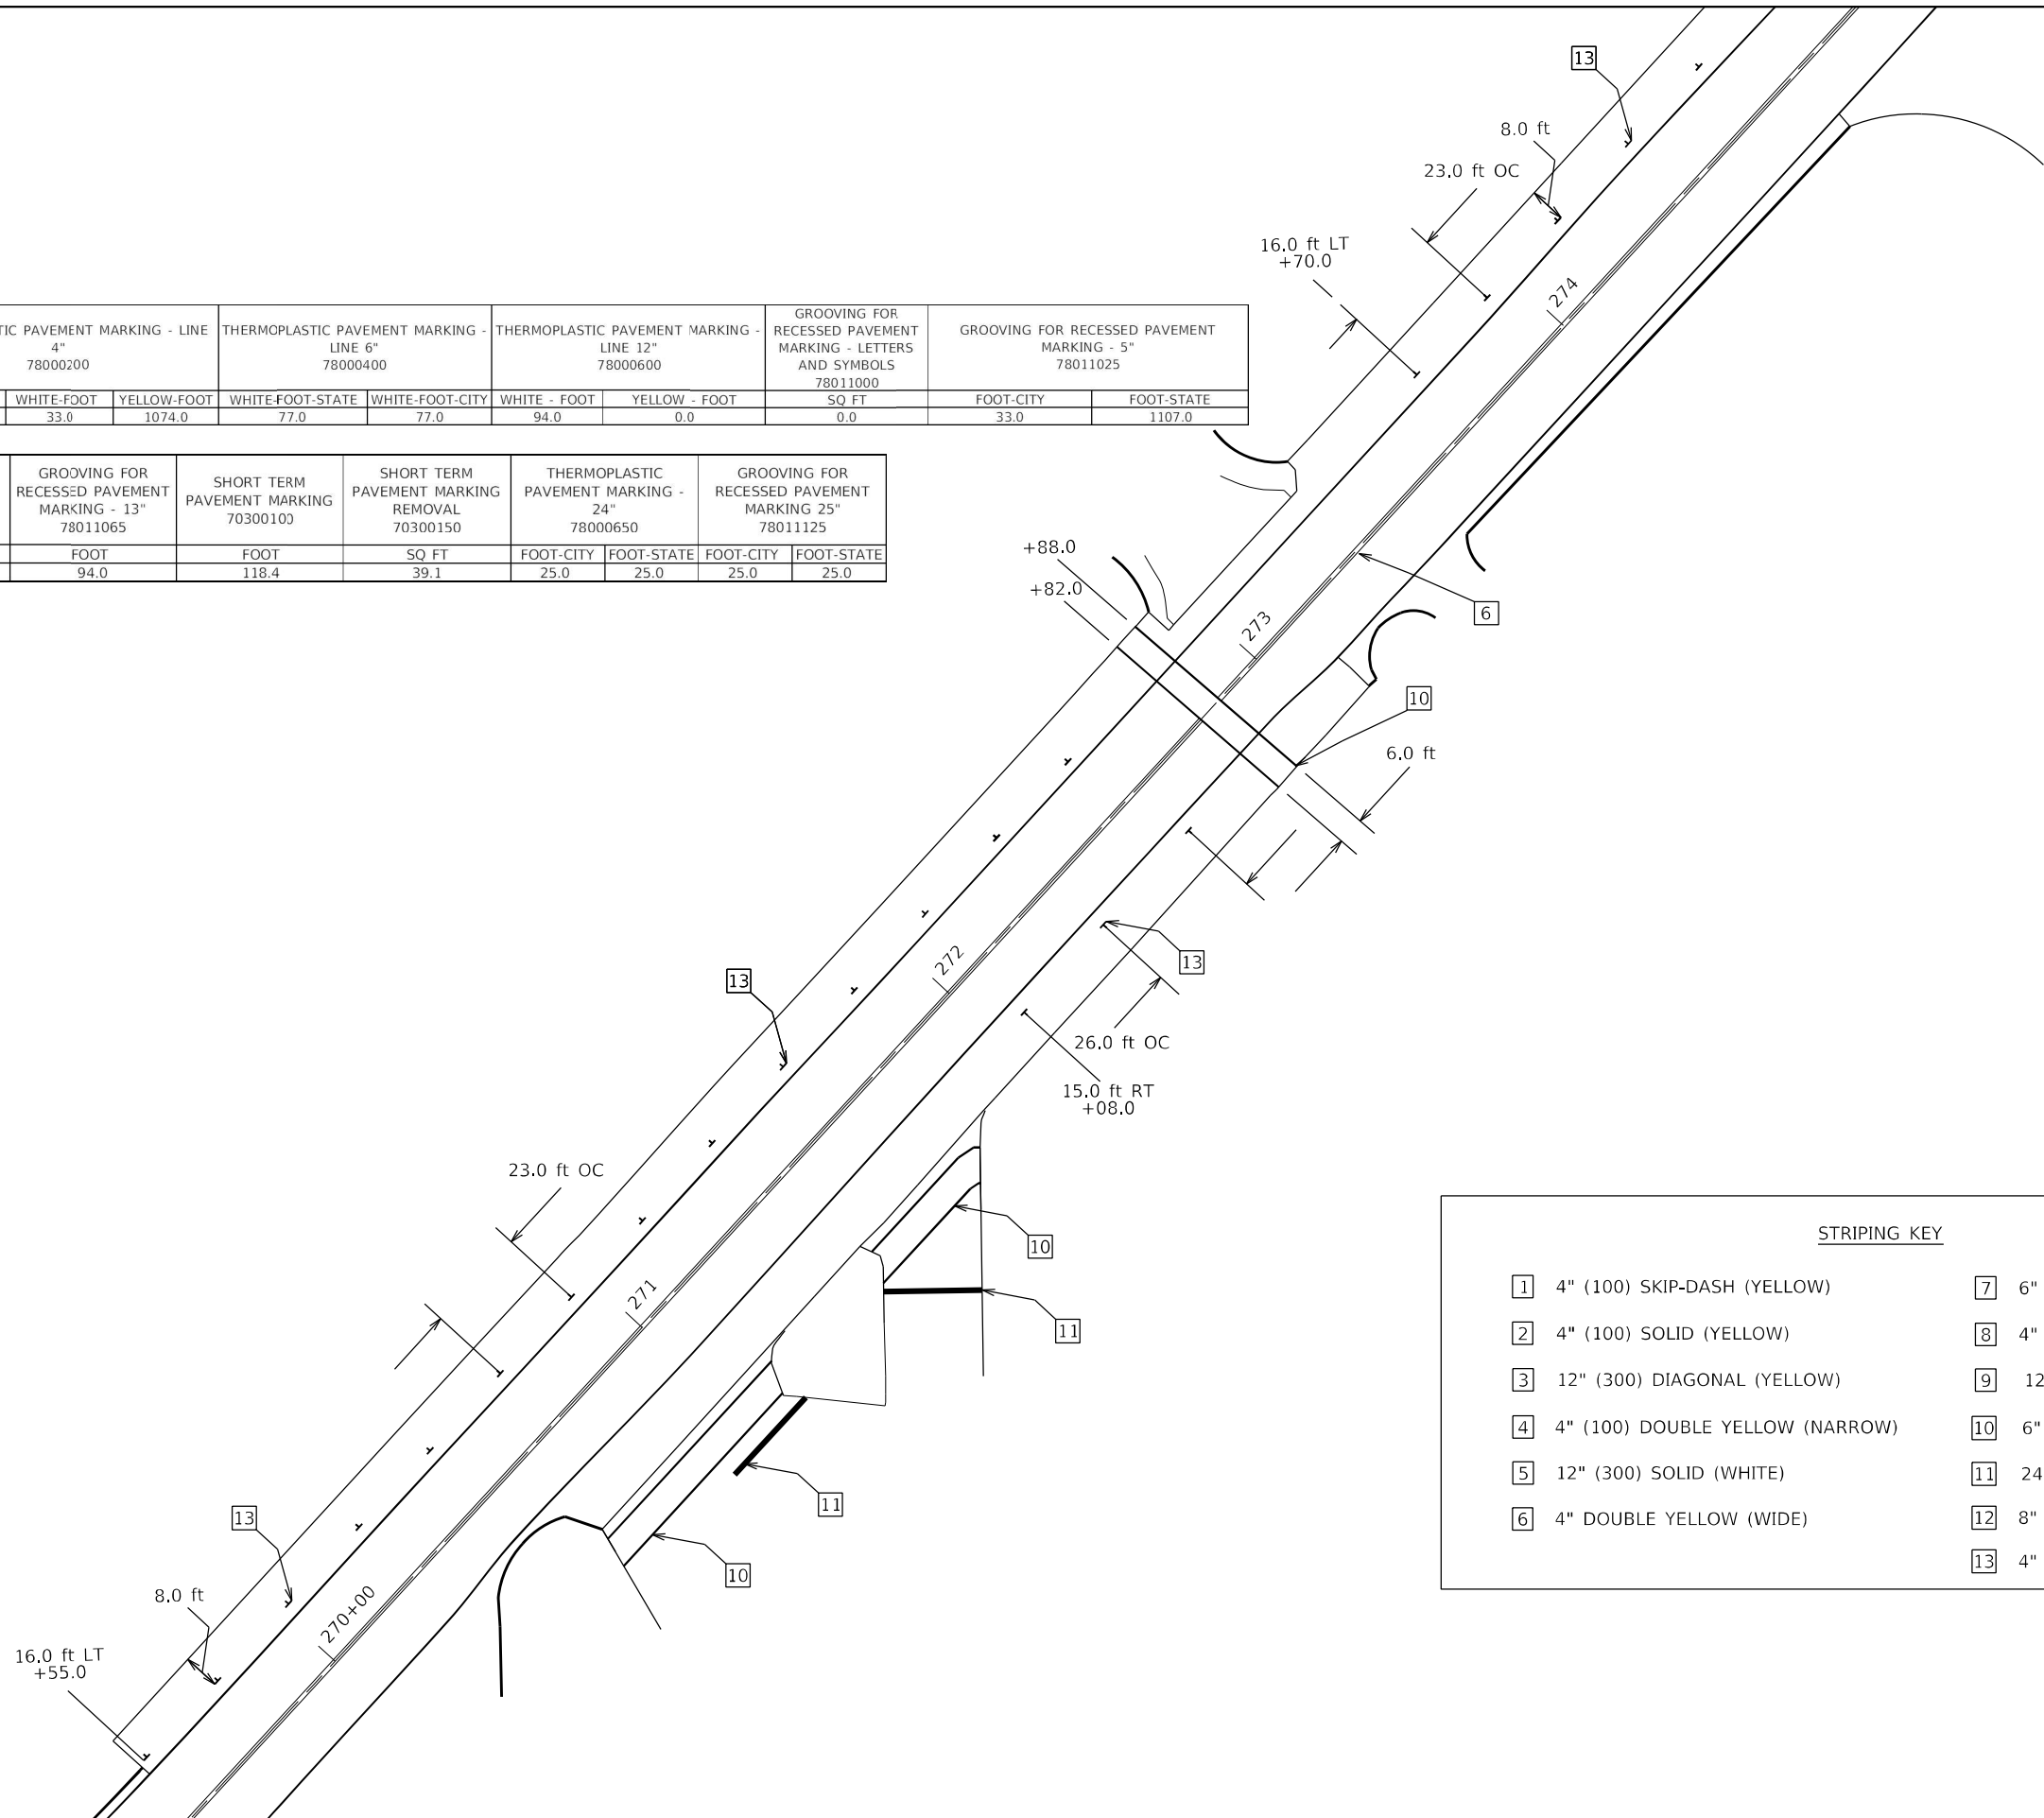 13
8.0 ft
23.0 ft OC
16.0 ft LT
+70.0
274
TIC PAVEMENT MARKING - LINE
4"
78000200
THERMOPLASTIC PAVEMENT MARKING -
LINE 6"
78000400
THERMOPLASTIC PAVEMENT MARKING -
LINE 12"
78000600
GROOVING FOR
RECESSED PAVEMENT
MARKING - LETTERS
AND SYMBOLS
78011000
GROOVING FOR RECESSED PAVEMENT
MARKING - 5"
78011025
WHITE-FOOT YELLOW-FOOT WHITE-FOOT-STATE WHITE-FOOT-CITY WHITE - FOOT YELLOW - FOOT SQ FT FOOT-CITY FOOT-STATE
33.0 1074.0 77.0 77.0 94.0 0.0 0.0 33.0 1107.0
GROOVING FOR
RECESSED PAVEMENT
MARKING - 13"
78011065
SHORT TERM
PAVEMENT MARKING
70300100
SHORT TERM
PAVEMENT MARKING
REMOVAL
70300150
THERMOPLASTIC
PAVEMENT MARKING -
24"
78000650
GROOVING FOR
RECESSED PAVEMENT
MARKING 25"
78011125
FOOT FOOT SQ FT FOOT-CITY FOOT-STATE FOOT-CITY FOOT-STATE
94.0 118.4 39.1 25.0 25.0 25.0 25.0
+88.0
+82.0
273
6
10
6.0 ft
272
13
13
26.0 ft OC
15.0 ft RT
+08.0
23.0 ft OC
271
10
11
11
10
13
8.0 ft
270+00
16.0 ft LT
+55.0
STRIPING KEY
1 4" (100) SKIP-DASH (YELLOW)
2 4" (100) SOLID (YELLOW)
3 12" (300) DIAGONAL (YELLOW)
4 4" (100) DOUBLE YELLOW (NARROW)
5 12" (300) SOLID (WHITE)
6 4" DOUBLE YELLOW (WIDE)
7 6"
8 4"
9 12
10 6"
11 24
12 8"
13 4"